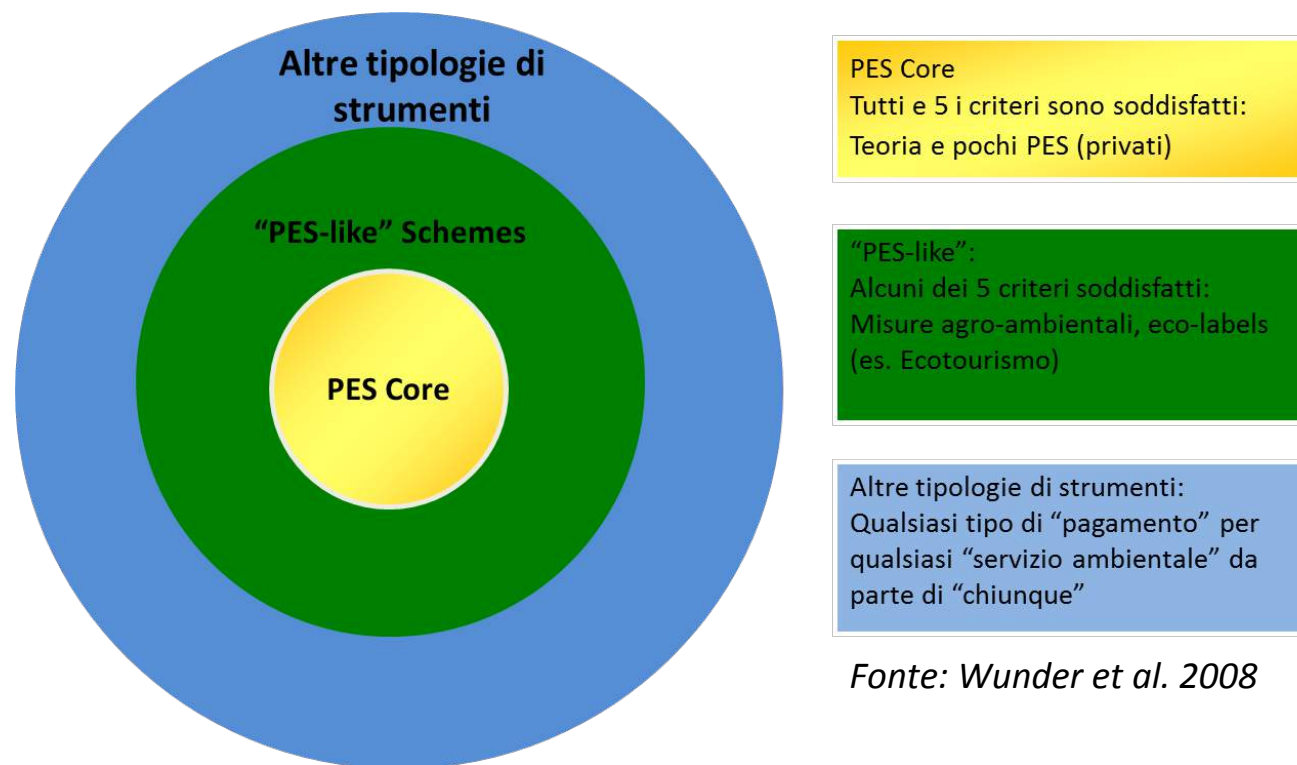 Altre tipologie di
strumenti
“PES-like” Schemes
PES Core
PES Core
Tutti e 5 i criteri sono soddisfatti:
Teoria e pochi PES (privati)
“PES-like”:
Alcuni dei 5 criteri soddisfatti:
Misure agro-ambientali, eco-labels
(es. Ecotourismo)
Altre tipologie di strumenti:
Qualsiasi tipo di “pagamento” per
qualsiasi “servizio ambientale” da
parte di “chiunque”
Fonte: Wunder et al. 2008